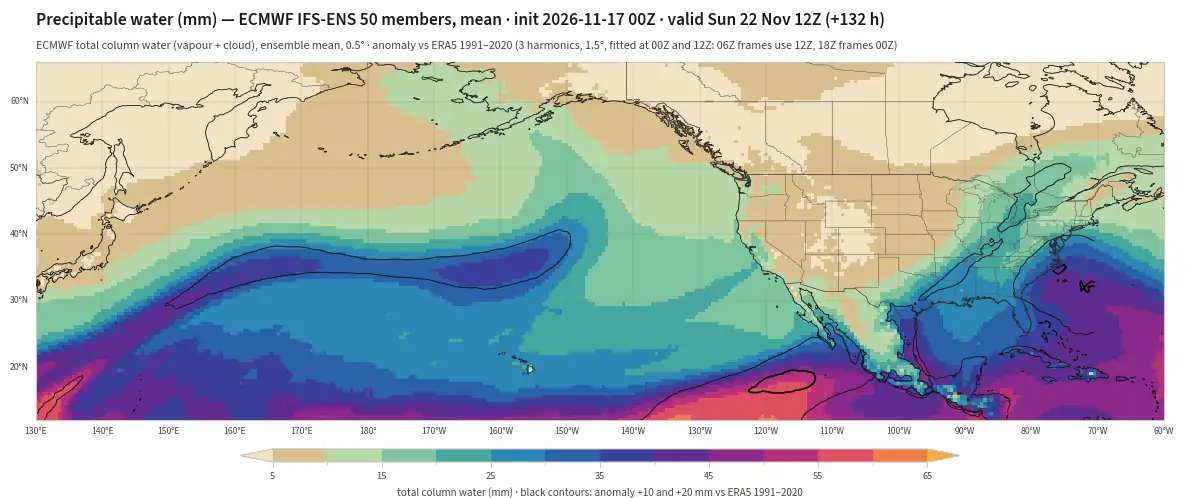 Precipitable water (mm) — ECMWF IFS-ENS 50 members, mean · init 2026-11-17 00Z · valid Sun 22 Nov 12Z (+132 h)
ECMWF total column water (vapour + cloud), ensemble mean, 0.5° · anomaly vs ERA5 1991–2020 (3 harmonics, 1.5°, fitted at 00Z and 12Z: 06Z frames use 12Z, 18Z frames 00Z)
60°N
50°N
40°N
30°N
20°N
130°E 140°E 150°E 160°E 170°E 180° 170°W 160°W 150°W 140°W 130°W 120°W 110°W 100°W 90°W 80°W 70°W 60°W
5 15 25 35 45 55 65
total column water (mm) · black contours: anomaly +10 and +20 mm vs ERA5 1991–2020